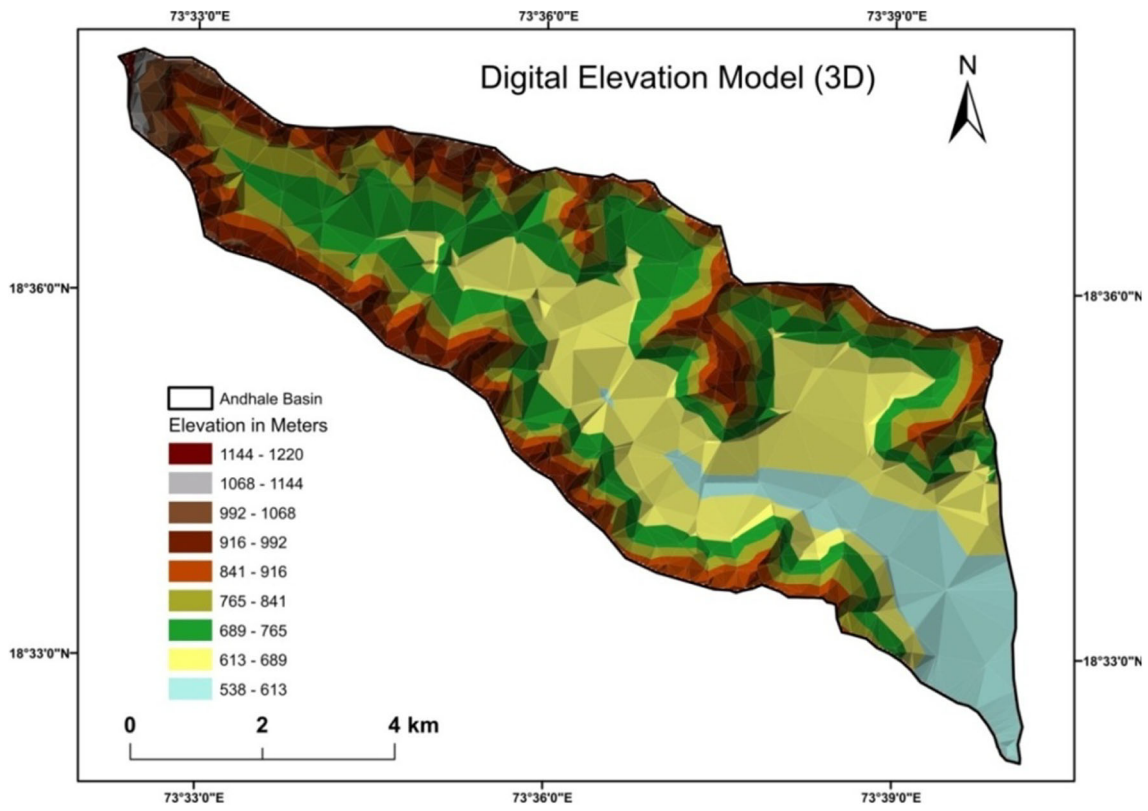 73°33'0"E
73°36'0"E
73°39'0"E
Digital Elevation Model (3D)
N
18°36'0"N
18°36'0"N
Andhale Basin
Elevation in Meters
1144 - 1220
1068 - 1144
992 - 1068
916 - 992
841 - 916
765 - 841
689 - 765
613 - 689
538 - 613
18°33'0"N
18°33'0"N
0 2 4 km
73°33'0"E
73°36'0"E
73°39'0"E